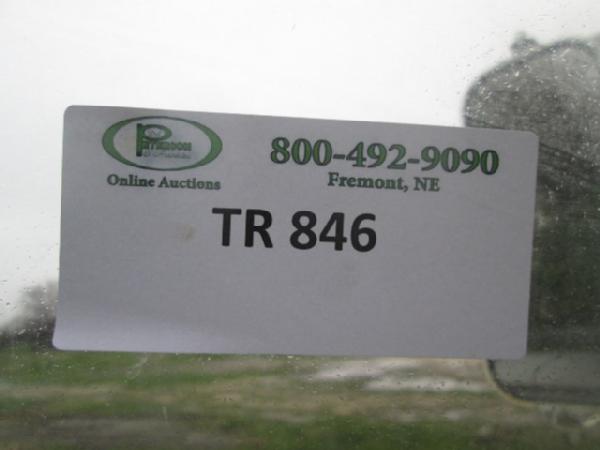 800-492-9090
Online Auctions
Fremont, NE
TR 846